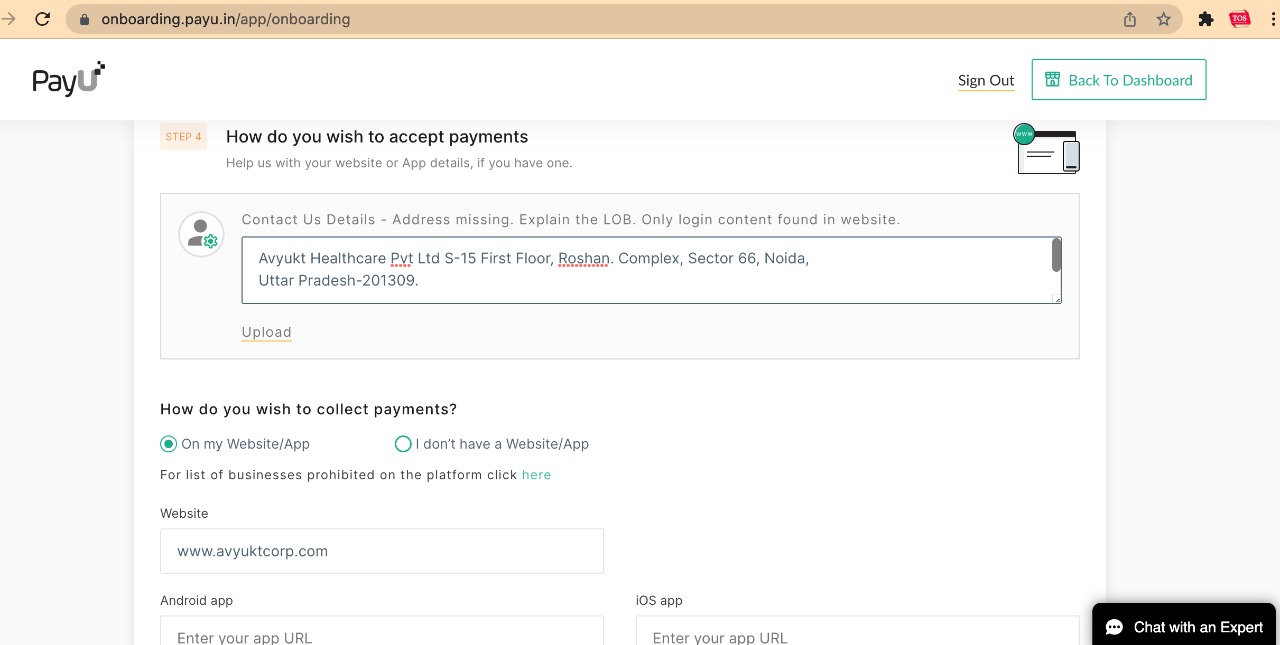 onboarding.payu.in/app/onboarding
TOS
PayU
Sign Out
Back To Dashboard
STEP 4
How do you wish to accept payments
Help us with your website or App details, if you have one.
www
Contact Us Details - Address missing. Explain the LOB. Only login content found in website.
Avyukt Healthcare Pvt Ltd S-15 First Floor, Roshan. Complex, Sector 66, Noida,
Uttar Pradesh-201309.
Upload
How do you wish to collect payments?
On my Website/App
I don't have a Website/App
For list of businesses prohibited on the platform click here
Website
www.avyuktcorp.com
Android app
iOS app
Enter your app URL
Enter your app URL
Chat with an Expert